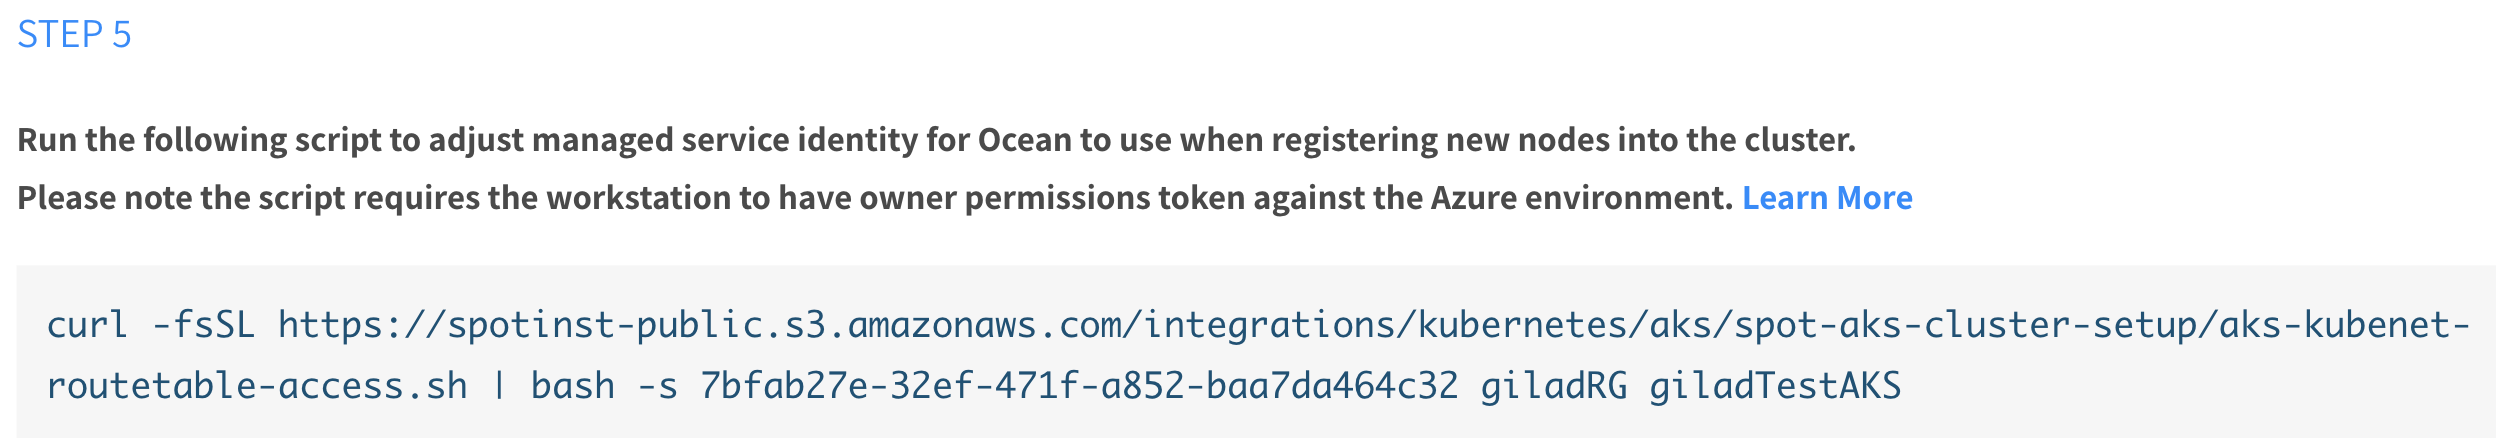 STEP 5
Run the following script to adjust managed service identity for Ocean to use when registering new nodes into the cluster.
Please note the script requires the workstation to have owner permissions token against the Azure environment. Learn More
curl -fsSL https://spotinst-public.s3.amazonaws.com/integrations/kubernetes/aks/spot-aks-cluster-setup/aks-kubenet-
routetable-access.sh | bash -s 7bfab27e-32ef-471f-a852-baa7da464c32 giladRG giladTestAKS